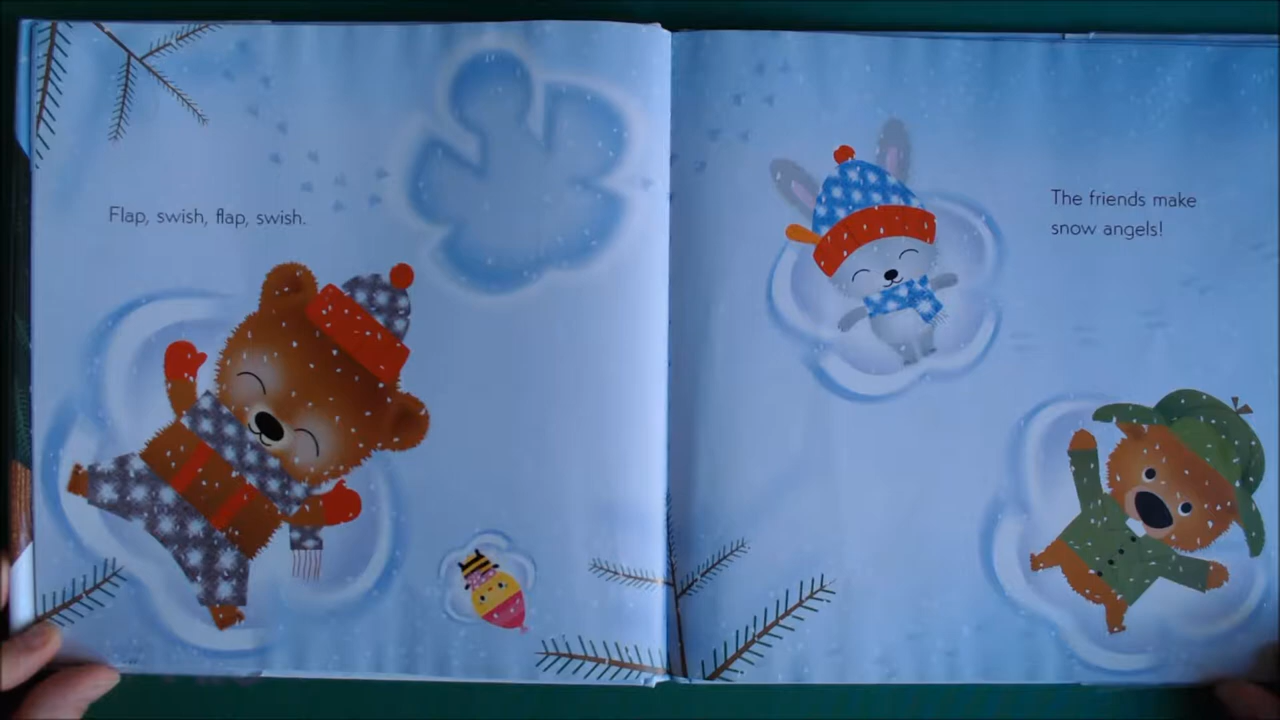 Flap, swish, flap, swish.
The friends make
snow angels!